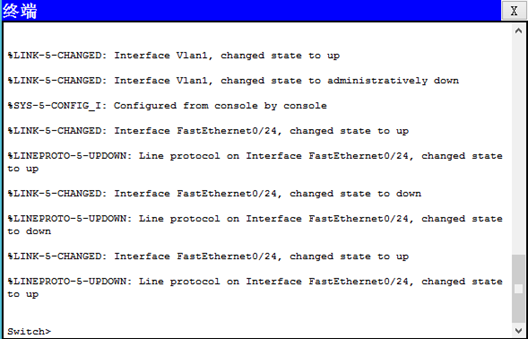 终端
X
%LINK-5-CHANGED: Interface Vlan1, changed state to up
%LINK-5-CHANGED: Interface Vlan1, changed state to administratively down
%SYS-5-CONFIG_I: Configured from console by console
%LINK-5-CHANGED: Interface FastEthernet0/24, changed state to up
%LINEPROTO-5-UPDOWN: Line protocol on Interface FastEthernet0/24, changed state
to up
%LINK-5-CHANGED: Interface FastEthernet0/24, changed state to down
%LINEPROTO-5-UPDOWN: Line protocol on Interface FastEthernet0/24, changed state
to down
%LINK-5-CHANGED: Interface FastEthernet0/24, changed state to up
%LINEPROTO-5-UPDOWN: Line protocol on Interface FastEthernet0/24, changed state
to up
Switch>